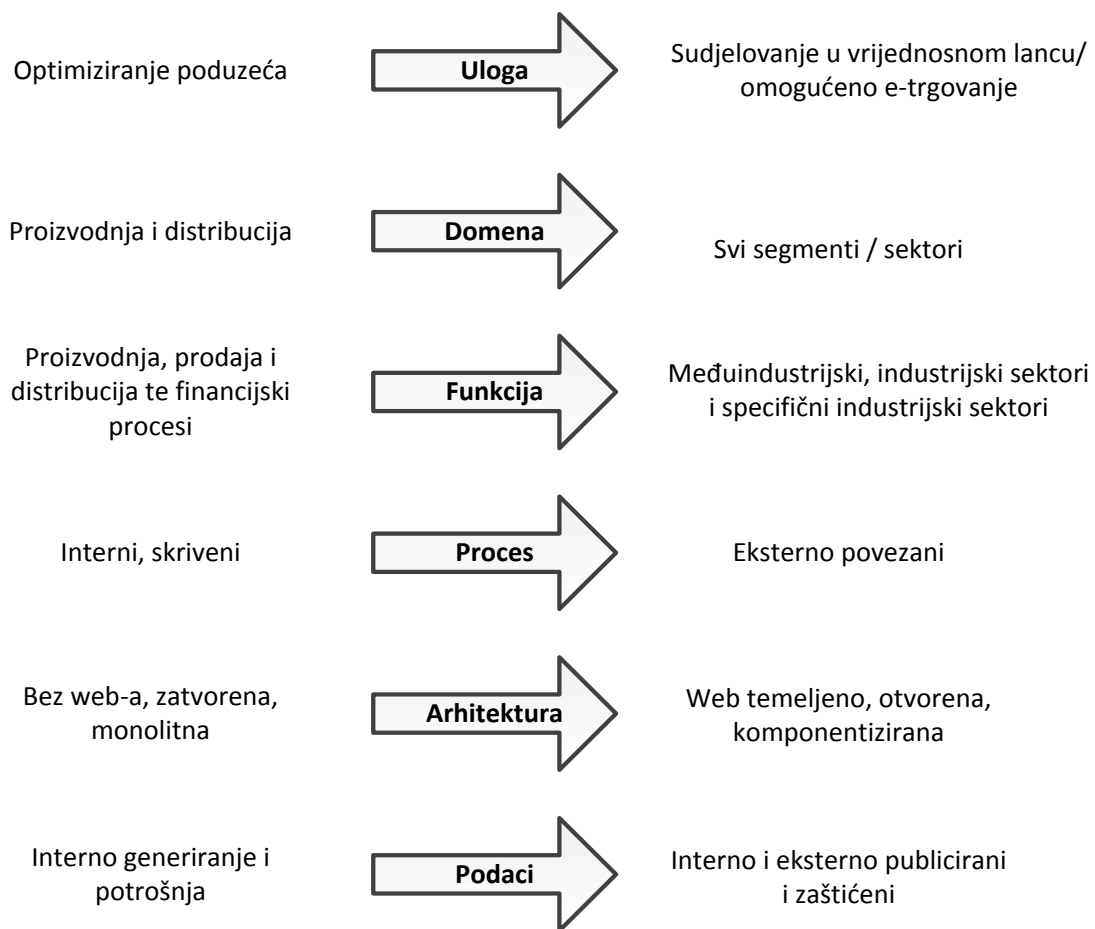 Optimiziranje poduzeća
Uloga
Sudjelovanje u vrijednosnom lancu/
omogućeno e-trgovanje
Proizvodnja i distribucija
Domena
Svi segmenti / sektori
Proizvodnja, prodaja i
distribucija te financijski
procesi
Funkcija
Međuindustrijski, industrijski sektori
i specifični industrijski sektori
Interni, skriveni
Proces
Eksterno povezani
Bez web-a, zatvorena,
monolitna
Arhitektura
Web temeljeno, otvorena,
komponentizirana
Interno generiranje i
potrošnja
Podaci
Interno i eksterno publicirani
i zaštićeni